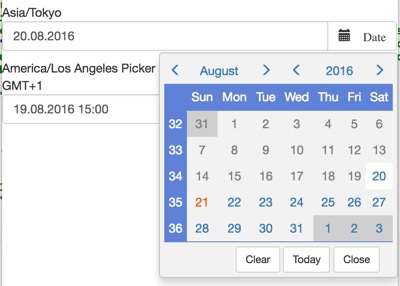 Asia/Tokyo
20.08.2016 Date
America/Los Angeles Picker
GMT+1
19.08.2016 15:00
August 2016
Sun Mon Tue Wed Thu Fri Sat
32 31 1 2 3 4 5 6
33 7 8 9 10 11 12 13
34 14 15 16 17 18 19 20
35 21 22 23 24 25 26 27
36 28 29 30 31 1 2 3
Clear Today Close